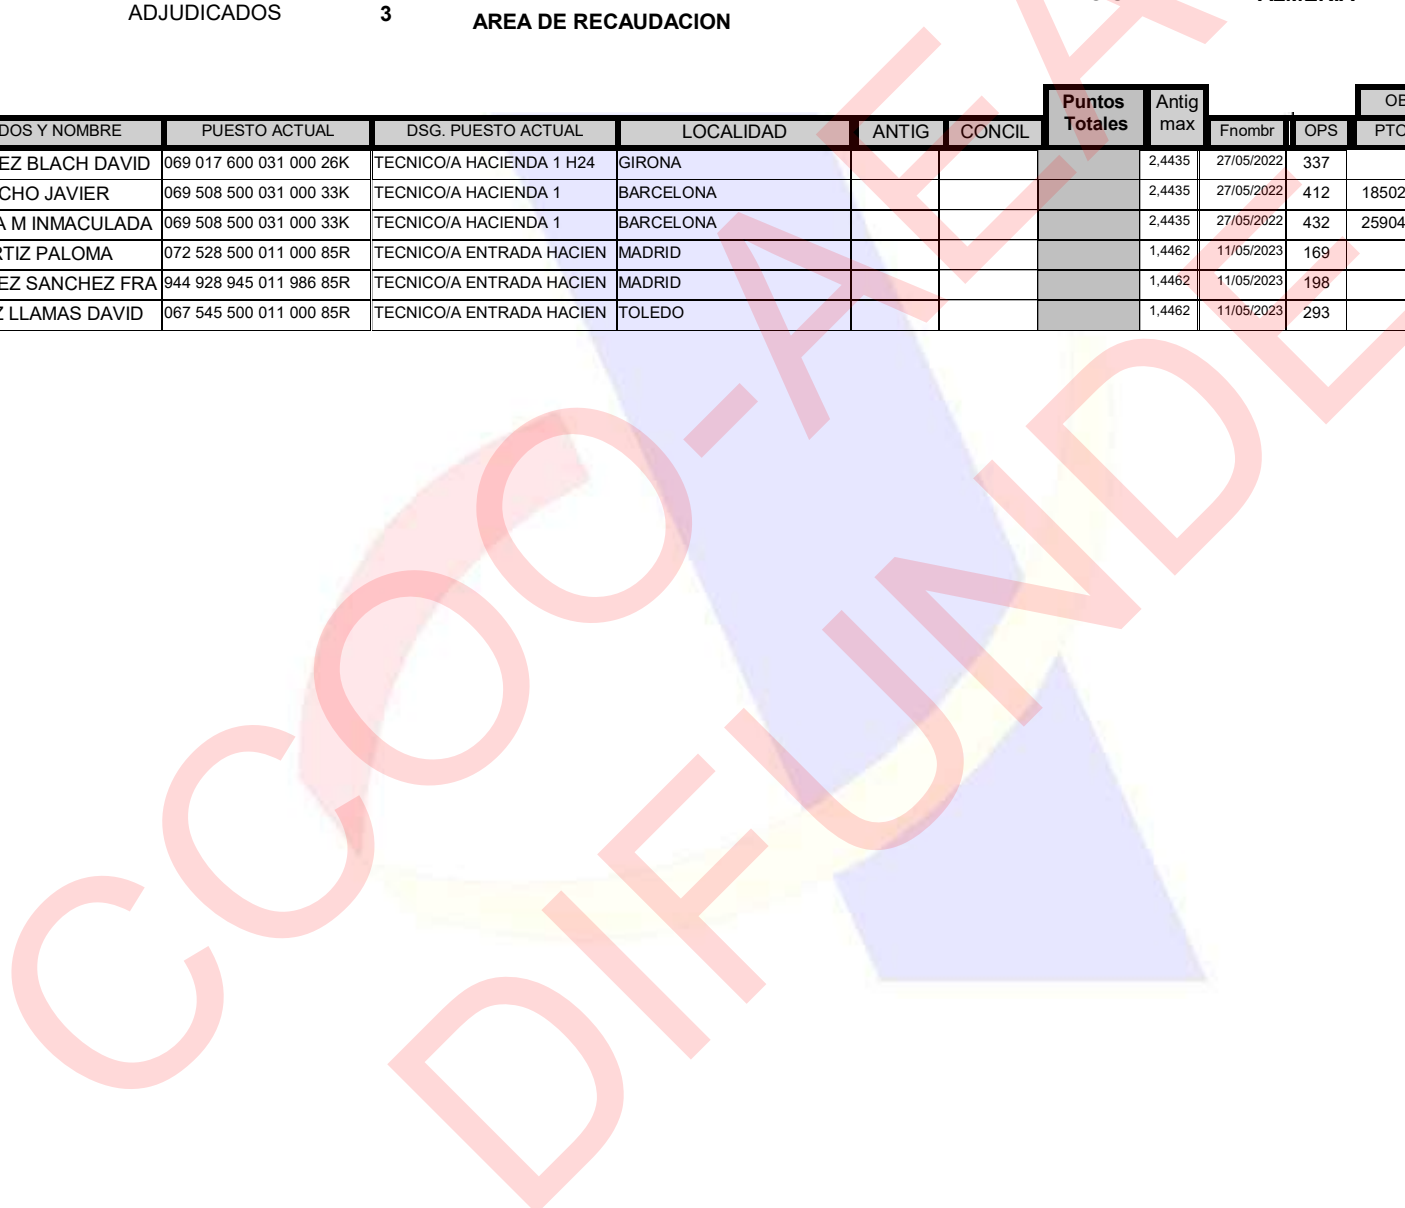 ADJUDICADOS 3 AREA DE RECAUDACION
Puntos Totales Antig max
DOS Y NOMBRE PUESTO ACTUAL DSG. PUESTO ACTUAL LOCALIDAD ANTIG CONCIL Fnombr OPS
EZ BLACH DAVID 069 017 600 031 000 26K TECNICO/A HACIENDA 1 H24 GIRONA 2,4435 27/05/2022 337
CHO JAVIER 069 508 500 031 000 33K TECNICO/A HACIENDA 1 BARCELONA 2,4435 27/05/2022 412 18502
A M INMACULADA 069 508 500 031 000 33K TECNICO/A HACIENDA 1 BARCELONA 2,4435 27/05/2022 432 25904
RTIZ PALOMA 072 528 500 011 000 85R TECNICO/A ENTRADA HACIEN MADRID 1,4462 11/05/2023 169
EZ SANCHEZ FRA 944 928 945 011 986 85R TECNICO/A ENTRADA HACIEN MADRID 1,4462 11/05/2023 198
Z LLAMAS DAVID 067 545 500 011 000 85R TECNICO/A ENTRADA HACIEN TOLEDO 1,4462 11/05/2023 293
CCOO-AEA
DIFUNDE